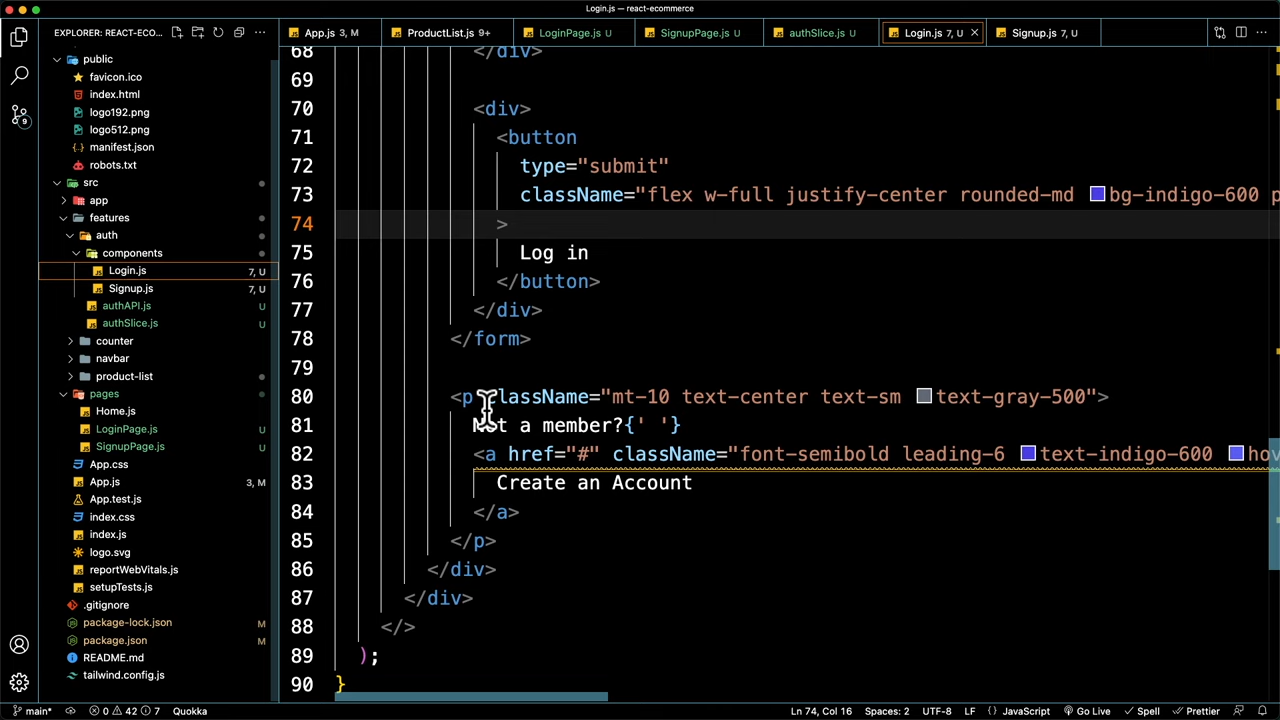 Login.js — react-ecommerce
EXPLORER: REACT-ECO...
App.js 3, M
ProductList.js 9+
LoginPage.js U
SignupPage.js U
authSlice.js U
Login.js 7, U
Signup.js 7, U
public
favicon.ico
index.html
logo192.png
logo512.png
manifest.json
robots.txt
src
app
features
auth
components
Login.js 7, U
Signup.js 7, U
authAPI.js U
authSlice.js U
counter
navbar
product-list
pages
Home.js
LoginPage.js U
SignupPage.js U
App.css
App.js 3, M
App.test.js
index.css
index.js
logo.svg
reportWebVitals.js
setupTests.js
.gitignore
package-lock.json M
package.json M
README.md
tailwind.config.js
68 </div>
69
70 <div>
71 <button
72 type="submit"
73 className="flex w-full justify-center rounded-md bg-indigo-600 p
74 >
75 Log in
76 </button>
77 </div>
78 </form>
79
80 <p className="mt-10 text-center text-sm text-gray-500">
81 Not a member?{' '}
82 <a href="#" className="font-semibold leading-6 text-indigo-600 hov
83 Create an Account
84 </a>
85 </p>
86 </div>
87 </div>
88 </>
89 );
90 }
main* 0 42 7 Quokka
Ln 74, Col 16 Spaces: 2 UTF-8 LF {} JavaScript Go Live Spell Prettier